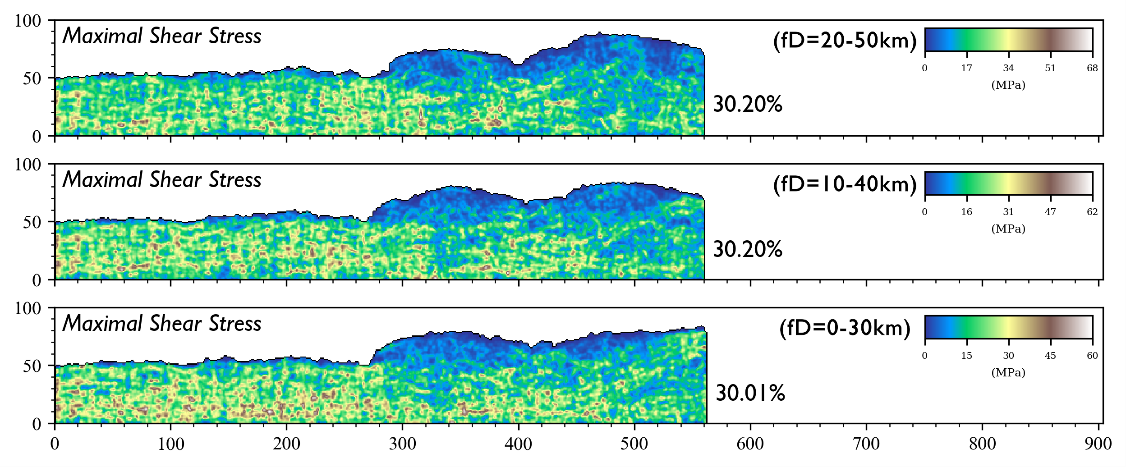 100
50
0
Maximal Shear Stress
(fD=20-50km)
0 17 34 51 68
(MPa)
30.20%
100
50
0
Maximal Shear Stress
(fD=10-40km)
0 16 31 47 62
(MPa)
30.20%
100
50
0
Maximal Shear Stress
(fD=0-30km)
0 15 30 45 60
(MPa)
30.01%
0 100 200 300 400 500 600 700 800 900